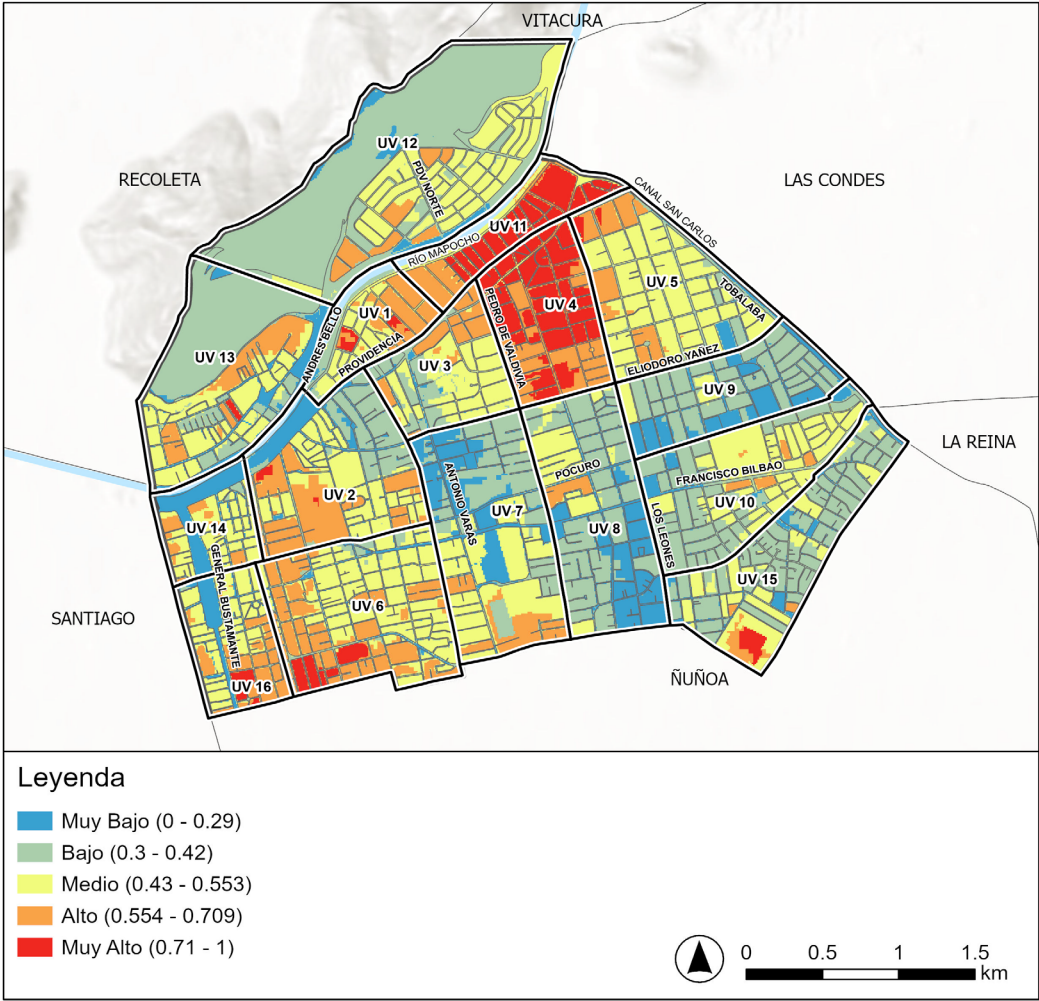 VITACURA
UV 12
RECOLETA
LAS CONDES
PDV NORTE
CANAL SAN CARLOS
UV 11
RÍO MAPOCHO
UV 5
TOBALABA
UV 4
PEDRO DE VALDIVIA
UV 1
ANDRES BELLO
PROVIDENCIA
UV 13
UV 3
ELIODORO YAÑEZ
UV 9
LA REINA
POCURO
FRANCISCO BILBAO
ANTONIO VARAS
UV 2
UV 7
UV 10
UV 14
UV 8
LOS LEONES
GENERAL BUSTAMANTE
UV 15
UV 6
SANTIAGO
ÑUÑOA
UV 16
Leyenda
Muy Bajo (0 - 0.29)
Bajo (0.3 - 0.42)
Medio (0.43 - 0.553)
Alto (0.554 - 0.709)
Muy Alto (0.71 - 1)
0 0.5 1 1.5
km